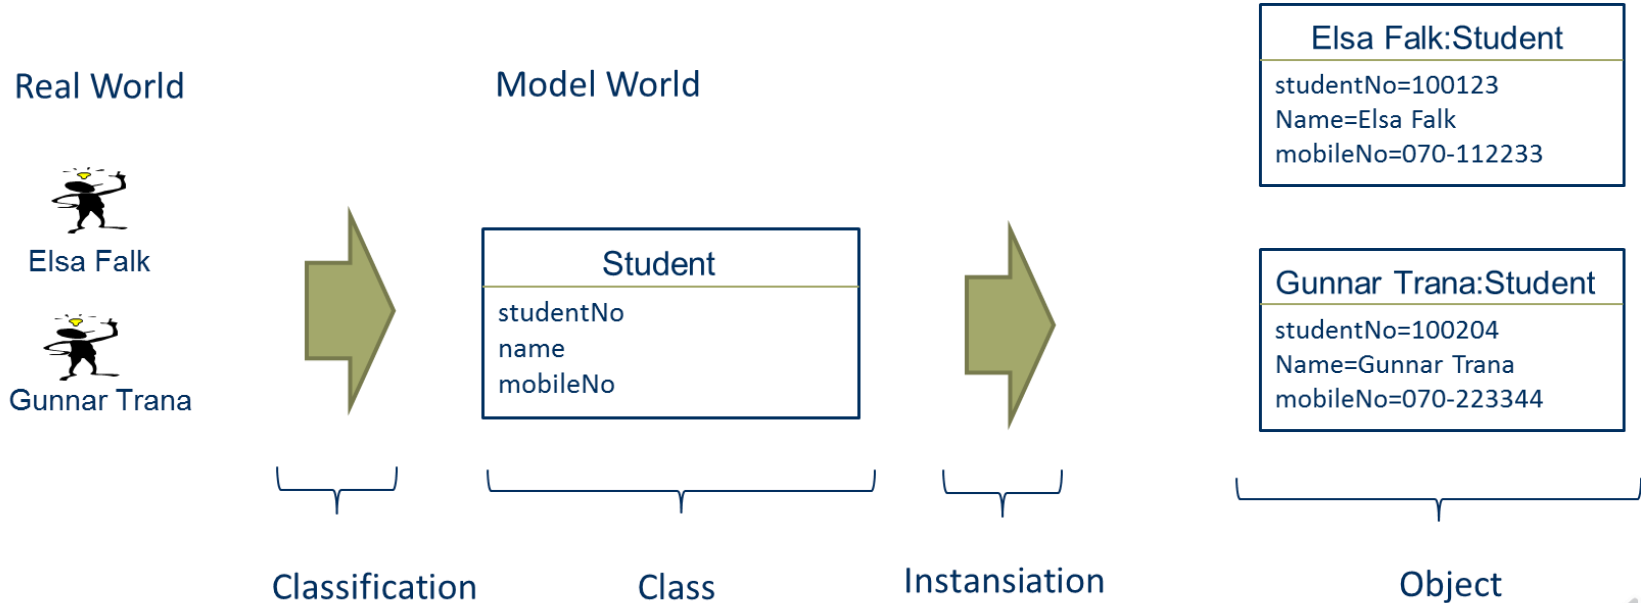 Real World
Elsa Falk
Gunnar Trana
Classification
Model World
Student
studentNo
name
mobileNo
Class
Instansiation
Elsa Falk:Student
studentNo=100123
Name=Elsa Falk
mobileNo=070-112233
Gunnar Trana:Student
studentNo=100204
Name=Gunnar Trana
mobileNo=070-223344
Object